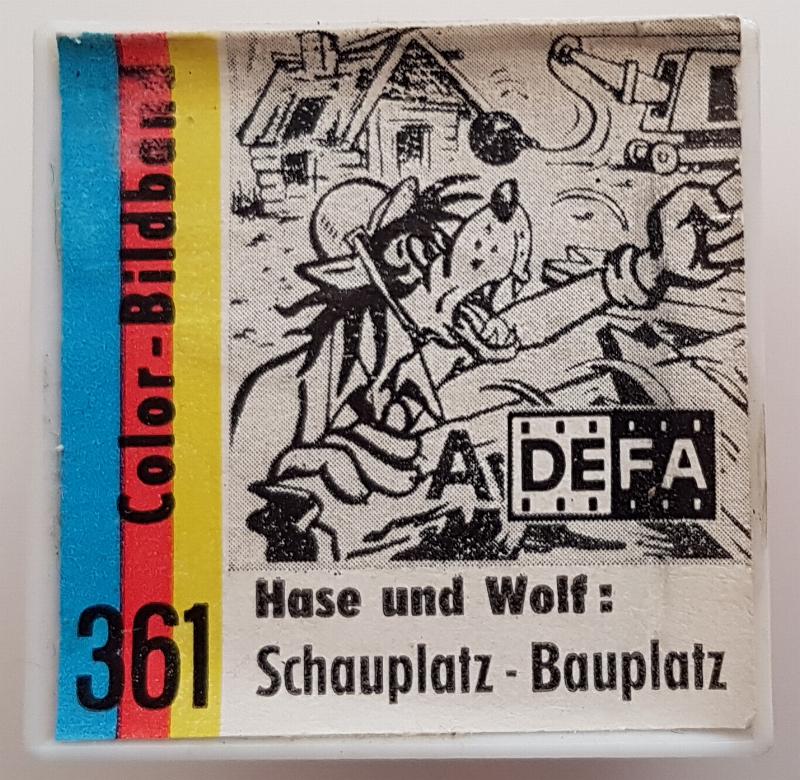 Color-Bildband
A DEFA
Hase und Wolf:
Schauplatz - Bauplatz
361